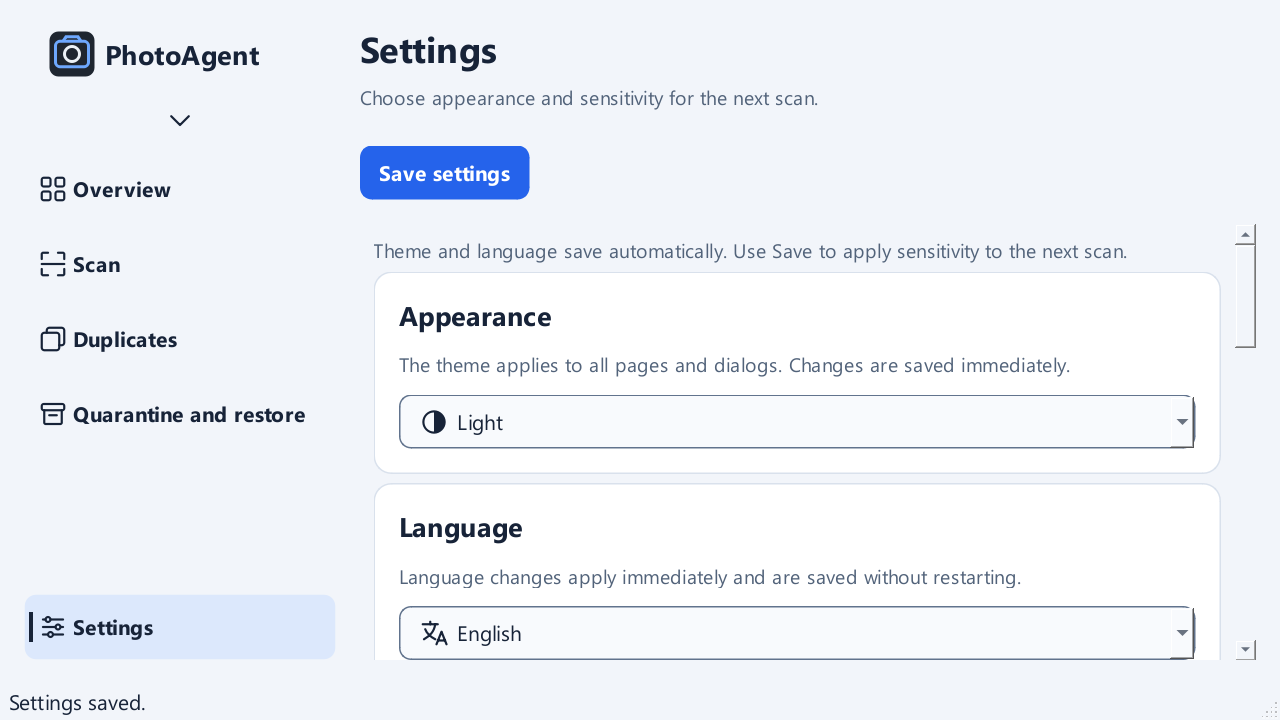 PhotoAgent
Overview
Scan
Duplicates
Quarantine and restore
Settings
Settings
Choose appearance and sensitivity for the next scan.
Save settings
Theme and language save automatically. Use Save to apply sensitivity to the next scan.
Appearance
The theme applies to all pages and dialogs. Changes are saved immediately.
Light
Language
Language changes apply immediately and are saved without restarting.
English
Settings saved.